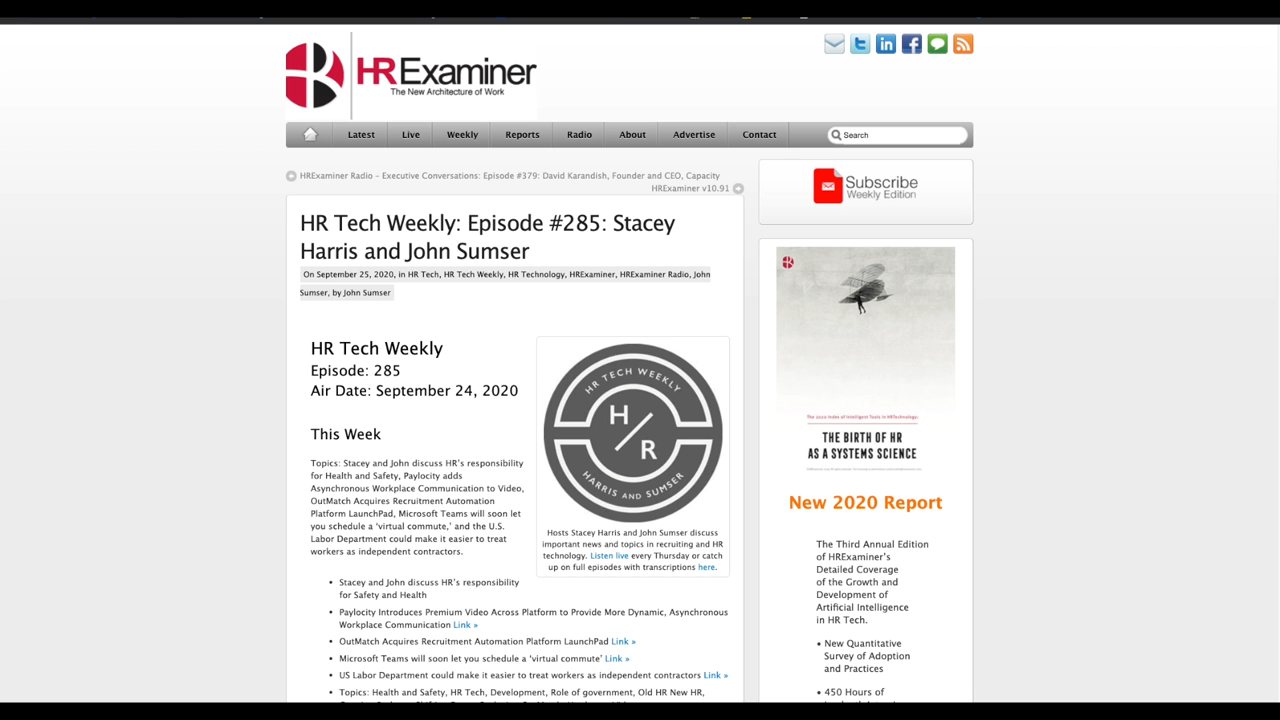 HRExaminer
The New Architecture of Work
Latest Live Weekly Reports Radio About Advertise Contact Search
HRExaminer Radio – Executive Conversations: Episode #379: David Karandish, Founder and CEO, Capacity
HRExaminer v10.91
HR Tech Weekly: Episode #285: Stacey
Harris and John Sumser
On September 25, 2020, in HR Tech, HR Tech Weekly, HR Technology, HRExaminer, HRExaminer Radio, John
Sumser, by John Sumser
HR Tech Weekly
Episode: 285
Air Date: September 24, 2020
This Week
Topics: Stacey and John discuss HR's responsibility
for Health and Safety, Paylocity adds
Asynchronous Workplace Communication to Video,
OutMatch Acquires Recruitment Automation
Platform LaunchPad, Microsoft Teams will soon let
you schedule a 'virtual commute,' and the U.S.
Labor Department could make it easier to treat
workers as independent contractors.
HR TECH WEEKLY
H/R
HARRIS AND SUMSER
Hosts Stacey Harris and John Sumser discuss
important news and topics in recruiting and HR
technology. Listen live every Thursday or catch
up on full episodes with transcriptions here.
• Stacey and John discuss HR's responsibility
for Safety and Health
• Paylocity Introduces Premium Video Across Platform to Provide More Dynamic, Asynchronous
Workplace Communication Link »
• OutMatch Acquires Recruitment Automation Platform LaunchPad Link »
• Microsoft Teams will soon let you schedule a 'virtual commute' Link »
• US Labor Department could make it easier to treat workers as independent contractors Link »
• Topics: Health and Safety, HR Tech, Development, Role of government, Old HR New HR,
Subscribe
Weekly Edition
The 2020 Index of Intelligent Tools in HRTechnology:
THE BIRTH OF HR
AS A SYSTEMS SCIENCE
New 2020 Report
The Third Annual Edition
of HRExaminer's
Detailed Coverage
of the Growth and
Development of
Artificial Intelligence
in HR Tech.
• New Quantitative
Survey of Adoption
and Practices
• 450 Hours of